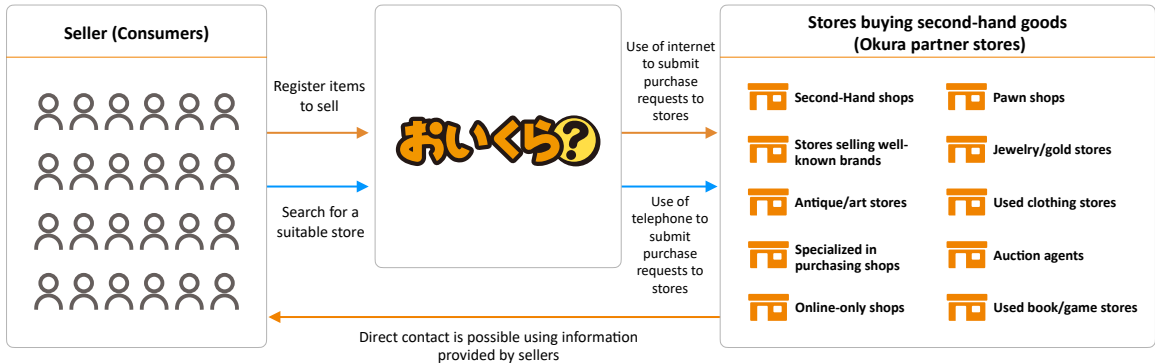 Seller (Consumers)
Register items
to sell
Search for a
suitable store
おいくら?
Use of internet
to submit
purchase
requests to
stores
Use of
telephone to
submit
purchase
requests to
stores
Stores buying second-hand goods
(Okura partner stores)
Second-Hand shops
Pawn shops
Stores selling well-
known brands
Jewelry/gold stores
Antique/art stores
Used clothing stores
Specialized in
purchasing shops
Auction agents
Online-only shops
Used book/game stores
Direct contact is possible using information
provided by sellers